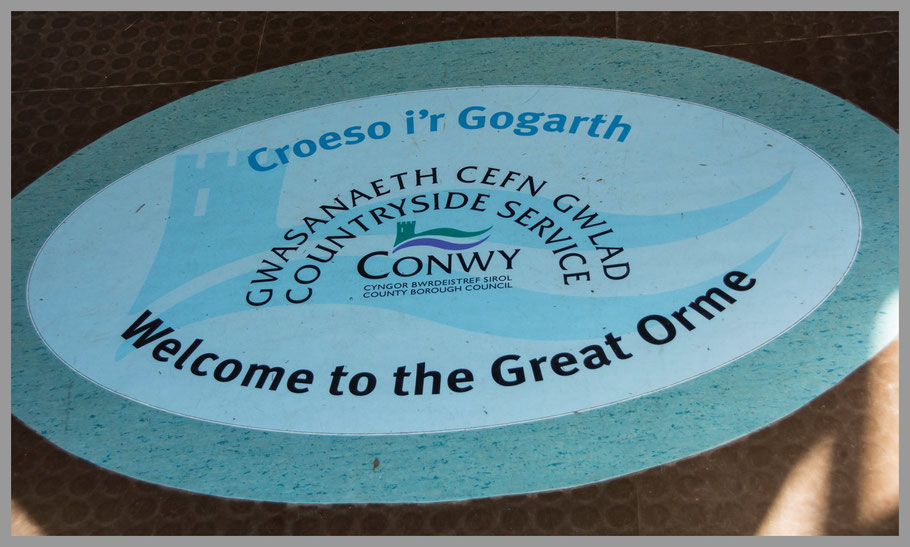 Croeso i'r Gogarth
GWASANAETH CEFN GWLAD
COUNTRYSIDE SERVICE
CONWY
CYNGOR BWRDEISTREF SIROL
COUNTY BOROUGH COUNCIL
Welcome to the Great Orme